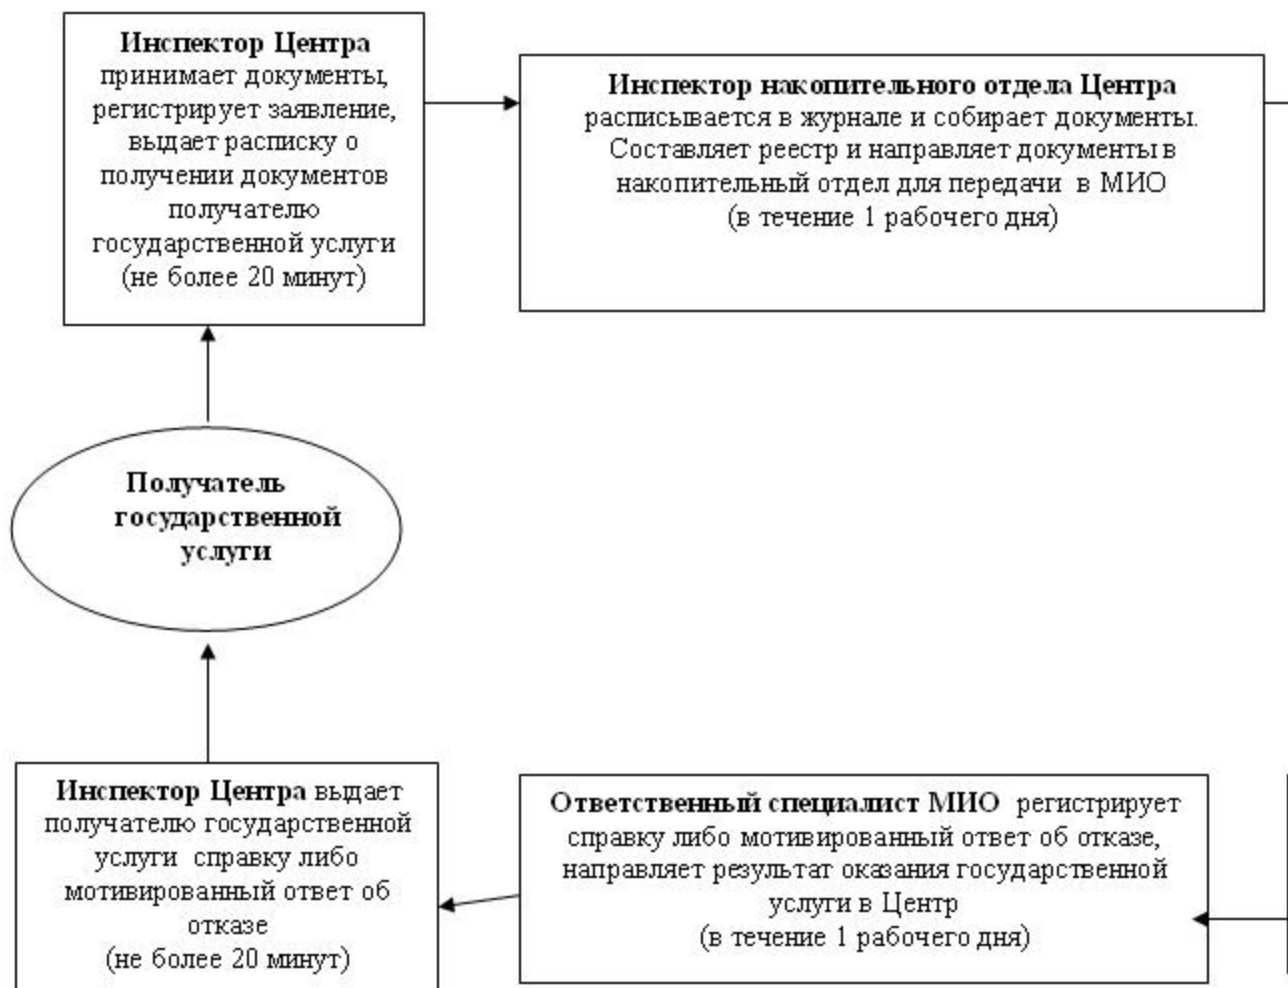 Инспектор Центра
принимает документы,
регистрирует заявление,
выдает расписку о
получении документов
получателю
государственной услуги
(не более 20 минут)
Инспектор накопительного отдела Центра
расписывается в журнале и собирает документы.
Составляет реестр и направляет документы в
накопительный отдел для передачи в МИО
(в течение 1 рабочего дня)
Получатель
государственной
услуги
Инспектор Центра выдает
получателю государственной
услуги справку либо
мотивированный ответ об
отказе
(не более 20 минут)
Ответственный специалист МИО регистрирует
справку либо мотивированный ответ об отказе,
направляет результат оказания государственной
услуги в Центр
(в течение 1 рабочего дня)